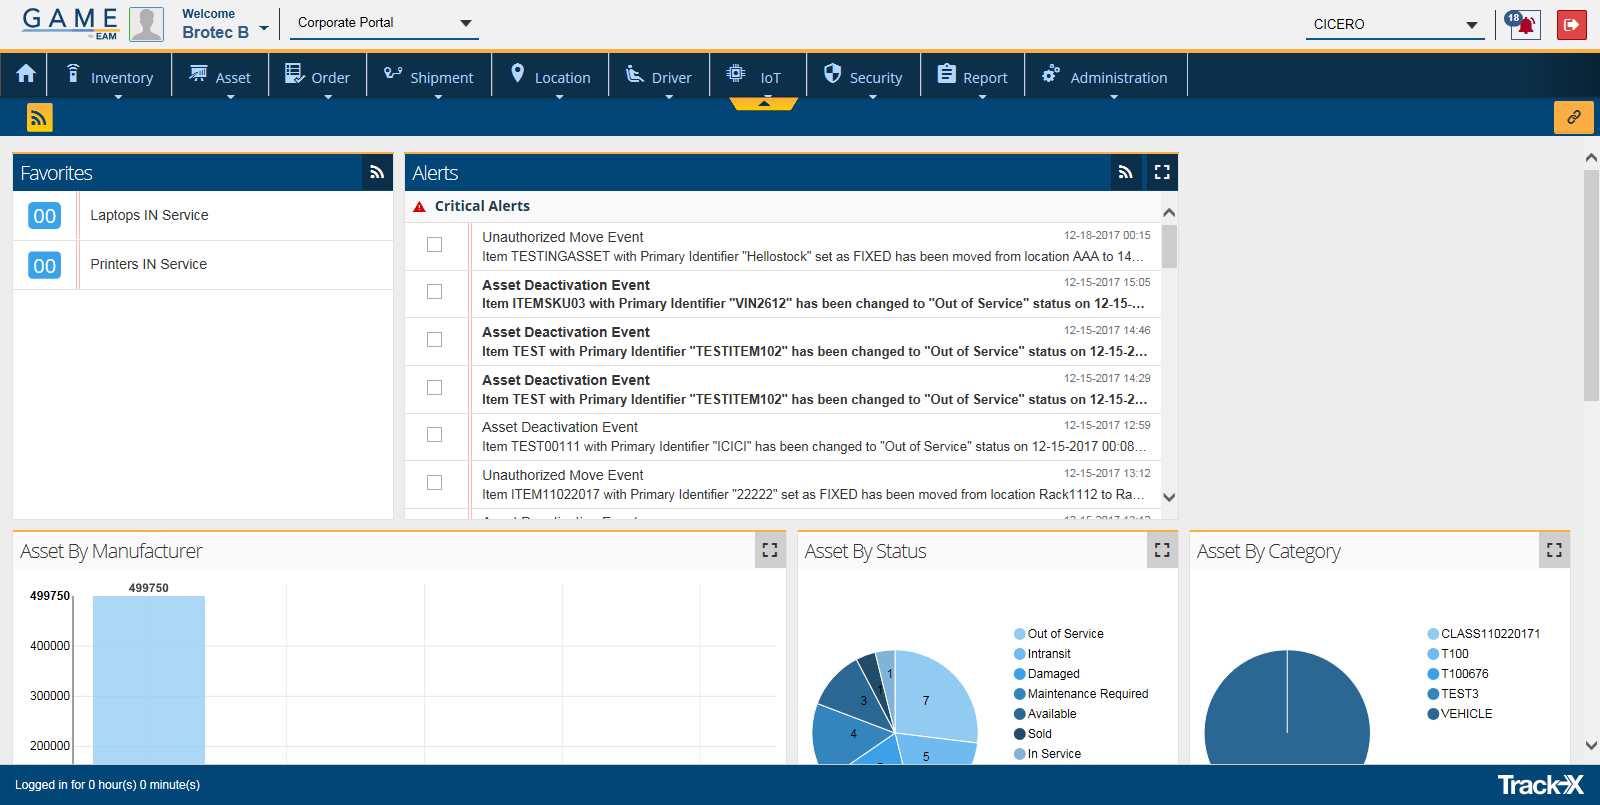 GAME
EAM
Welcome
Brotec B
Corporate Portal
CICERO
18
Inventory
Asset
Order
Shipment
Location
Driver
IoT
Security
Report
Administration
Favorites
00 Laptops IN Service
00 Printers IN Service
Alerts
Critical Alerts
Unauthorized Move Event 12-18-2017 00:15
Item TESTINGASSET with Primary Identifier "Hellostock" set as FIXED has been moved from location AAA to 14...
Asset Deactivation Event 12-15-2017 15:05
Item ITEMSKU03 with Primary Identifier "VIN2612" has been changed to "Out of Service" status on 12-15-...
Asset Deactivation Event 12-15-2017 14:46
Item TEST with Primary Identifier "TESTITEM102" has been changed to "Out of Service" status on 12-15-2...
Asset Deactivation Event 12-15-2017 14:29
Item TEST with Primary Identifier "TESTITEM102" has been changed to "Out of Service" status on 12-15-2...
Asset Deactivation Event 12-15-2017 12:59
Item TEST00111 with Primary Identifier "ICICI" has been changed to "Out of Service" status on 12-15-2017 00:08...
Unauthorized Move Event 12-15-2017 13:12
Item ITEM11022017 with Primary Identifier "22222" set as FIXED has been moved from location Rack1112 to Ra...
Asset By Manufacturer
499750
499750
400000
300000
200000
Asset By Status
7
5
4
3
1
1
Out of Service
Intransit
Damaged
Maintenance Required
Available
Sold
In Service
Asset By Category
CLASS110220171
T100
T100676
TEST3
VEHICLE
Logged in for 0 hour(s) 0 minute(s)
Track-X